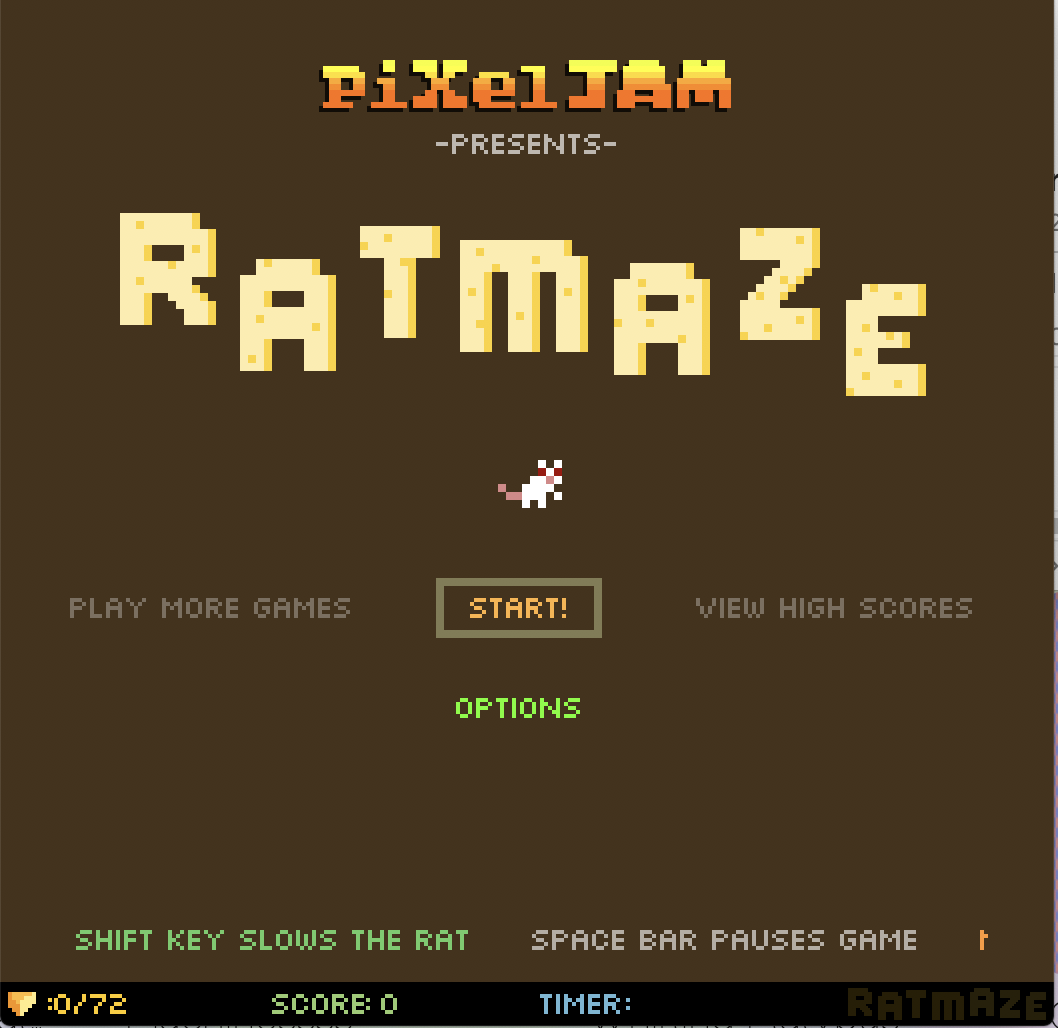 piXelJAM
-PRESENTS-
RATMAZE
PLAY MORE GAMES START! VIEW HIGH SCORES
OPTIONS
SHIFT KEY SLOWS THE RAT SPACE BAR PAUSES GAME
:0/72 SCORE: 0 TIMER: RATMAZE